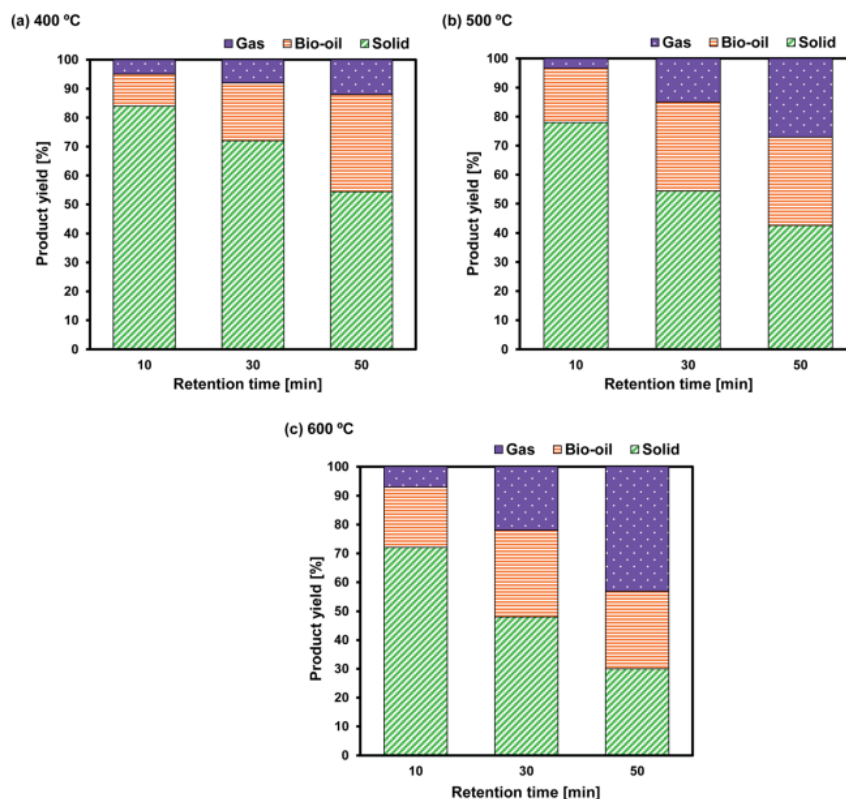 (a) 400 ºC
Gas Bio-oil Solid
Product yield [%]
100
90
80
70
60
50
40
30
20
10
0
10 30 50
Retention time [min]
(b) 500 ºC
Gas Bio-oil Solid
Product yield [%]
100
90
80
70
60
50
40
30
20
10
0
10 30 50
Retention time [min]
(c) 600 ºC
Gas Bio-oil Solid
Product yield [%]
100
90
80
70
60
50
40
30
20
10
0
10 30 50
Retention time [min]